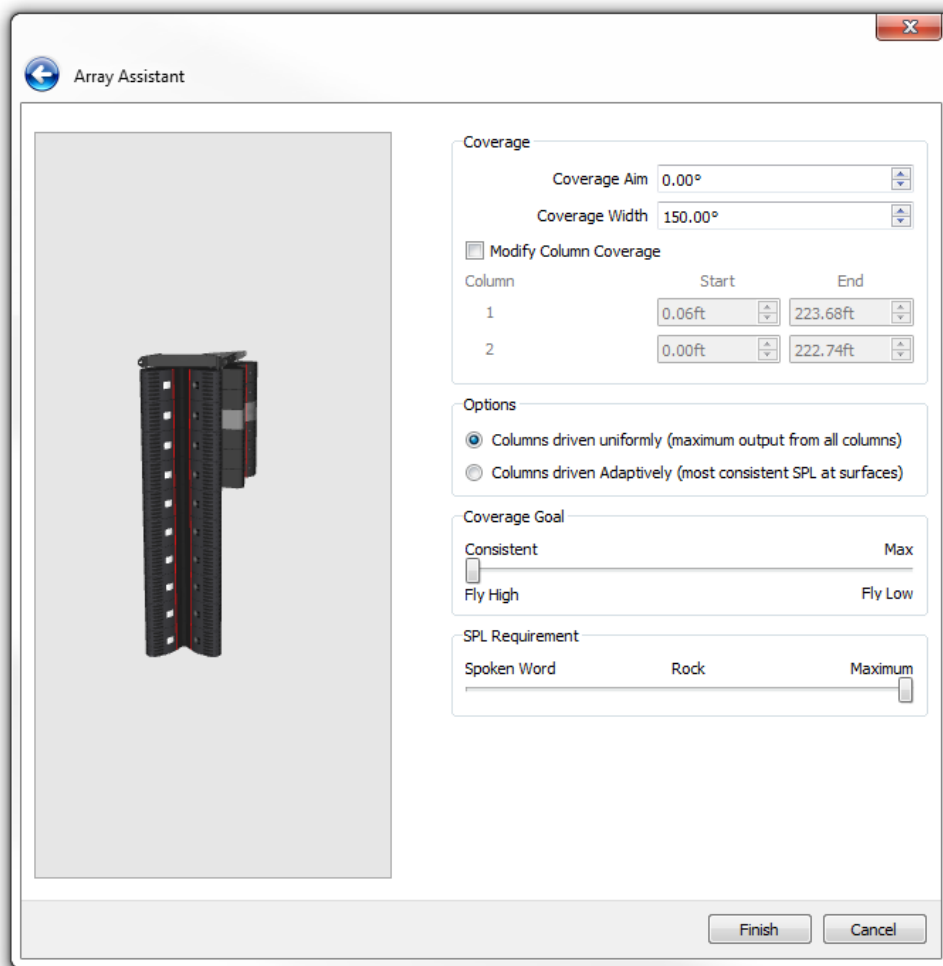 Array Assistant
Coverage
Coverage Aim 0.00°
Coverage Width 150.00°
Modify Column Coverage
Column Start End
1 0.06ft 223.68ft
2 0.00ft 222.74ft
Options
Columns driven uniformly (maximum output from all columns)
Columns driven Adaptively (most consistent SPL at surfaces)
Coverage Goal
Consistent Max
Fly High Fly Low
SPL Requirement
Spoken Word Rock Maximum
Finish Cancel